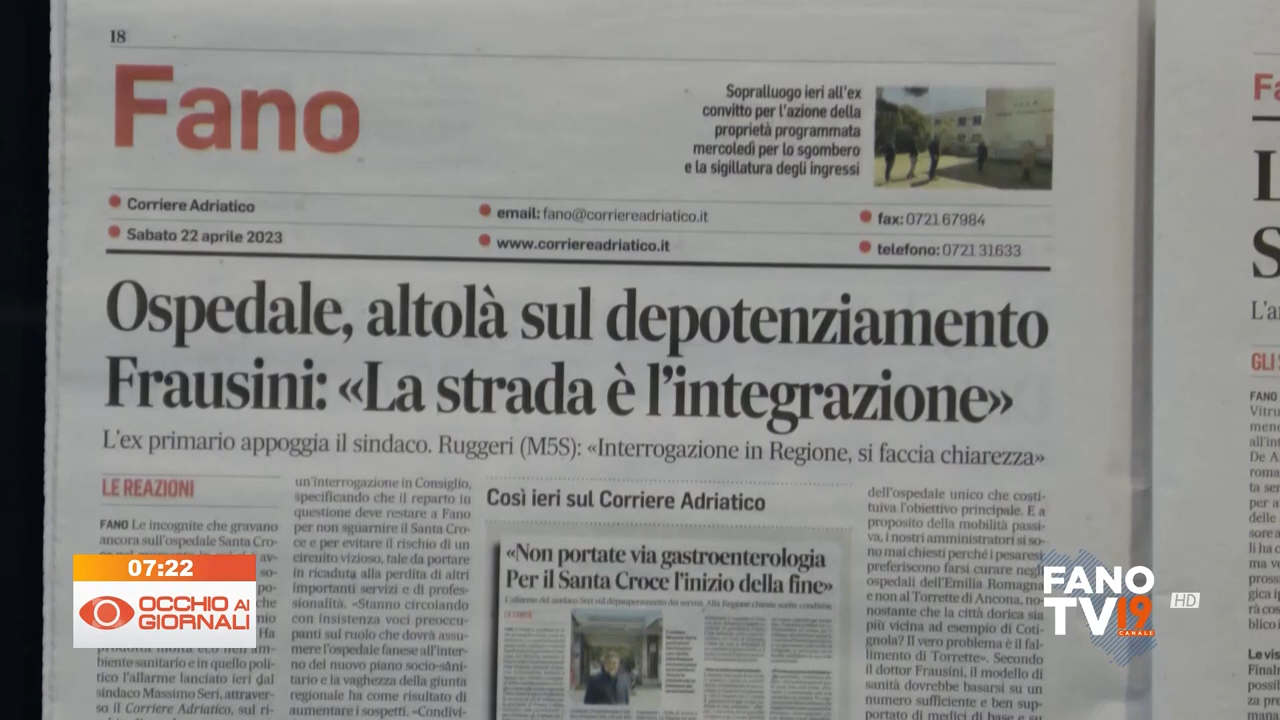 18
Fano
Sopralluogo ieri all'ex
convitto per l'azione della
proprietà programmata
mercoledì per lo sgombero
e la sigillatura degli ingressi
Corriere Adriatico
email: fano@corriereadriatico.it
fax: 0721 67984
Sabato 22 aprile 2023
www.corriereadriatico.it
telefono: 0721 31633
Ospedale, altolà sul depotenziamento
Frausini: «La strada è l'integrazione»
L'ex primario appoggia il sindaco. Ruggeri (M5S): «Interrogazione in Regione, si faccia chiarezza»
LE REAZIONI
FANO Le incognite che gravano
ancora sull'ospedale Santa Cro-
biente sanitario e in quello poli-
tico l'allarme lanciato ieri dal
sindaco Massimo Seri, attraver-
so il Corriere Adriatico, sul ri-
un'interrogazione in Consiglio,
specificando che il reparto in
questione deve restare a Fano
per non sguarnire il Santa Cro-
ce e per evitare il rischio di un
circuito vizioso, tale da portare
in ricaduta alla perdita di altri
importanti servizi e di profes-
sionalità. «Stanno circolando
con insistenza voci preoccu-
panti sul ruolo che dovrà assu-
mere l'ospedale fanese all'inter-
no del nuovo piano socio-sani-
tario e la vaghezza della giunta
regionale ha come risultato di
aumentare i sospetti. «Condivi-
Così ieri sul Corriere Adriatico
«Non portate via gastroenterologia
Per il Santa Croce l'inizio della fine»
dell'ospedale unico che costi-
tuiva l'obiettivo principale. E a
proposito della mobilità passi-
va, i nostri amministratori si so-
no mai chiesti perché i pesaresi
preferiscono farsi curare negli
ospedali dell'Emilia Romagna
e non al Torrette di Ancona, no-
nostante che la città dorica sia
più vicina ad esempio di Coti-
gnola? Il vero problema è il fal-
limento di Torrette». Secondo
il dottor Frausini, il modello di
sanità dovrebbe basarsi su un
numero sufficiente e ben sup-
portato di medici di base e su
Fa
GLI
FANO
07:22
OCCHIO AI
GIORNALI
FANO
TV 19
CANALE
HD